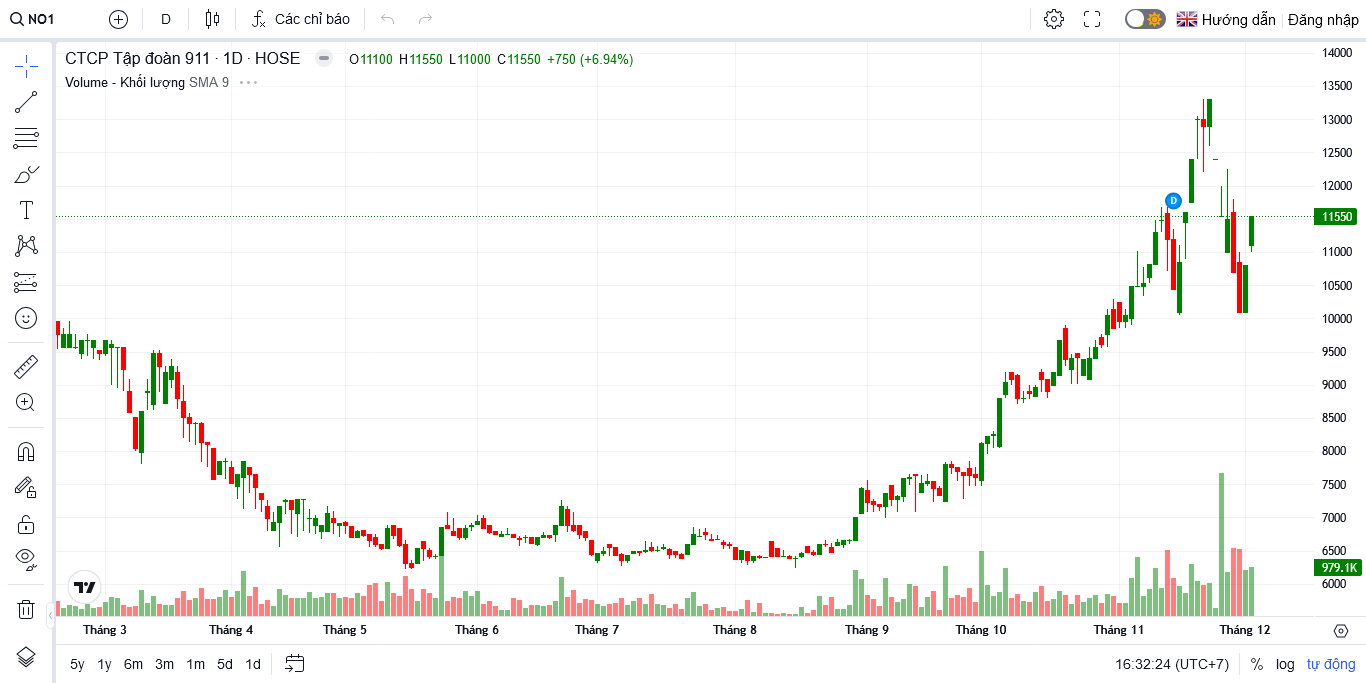 NO1 D Các chỉ báo Hướng dẫn Đăng nhập
CTCP Tập đoàn 911 · 1D · HOSE O11100 H11550 L11000 C11550 +750 (+6.94%)
Volume - Khối lượng SMA 9
D
14000
13500
13000
12500
12000
11550
11000
10500
10000
9500
9000
8500
8000
7500
7000
6500
979.1K
6000
Tháng 3 Tháng 4 Tháng 5 Tháng 6 Tháng 7 Tháng 8 Tháng 9 Tháng 10 Tháng 11 Tháng 12
5y 1y 6m 3m 1m 5d 1d 16:32:24 (UTC+7) % log tự động